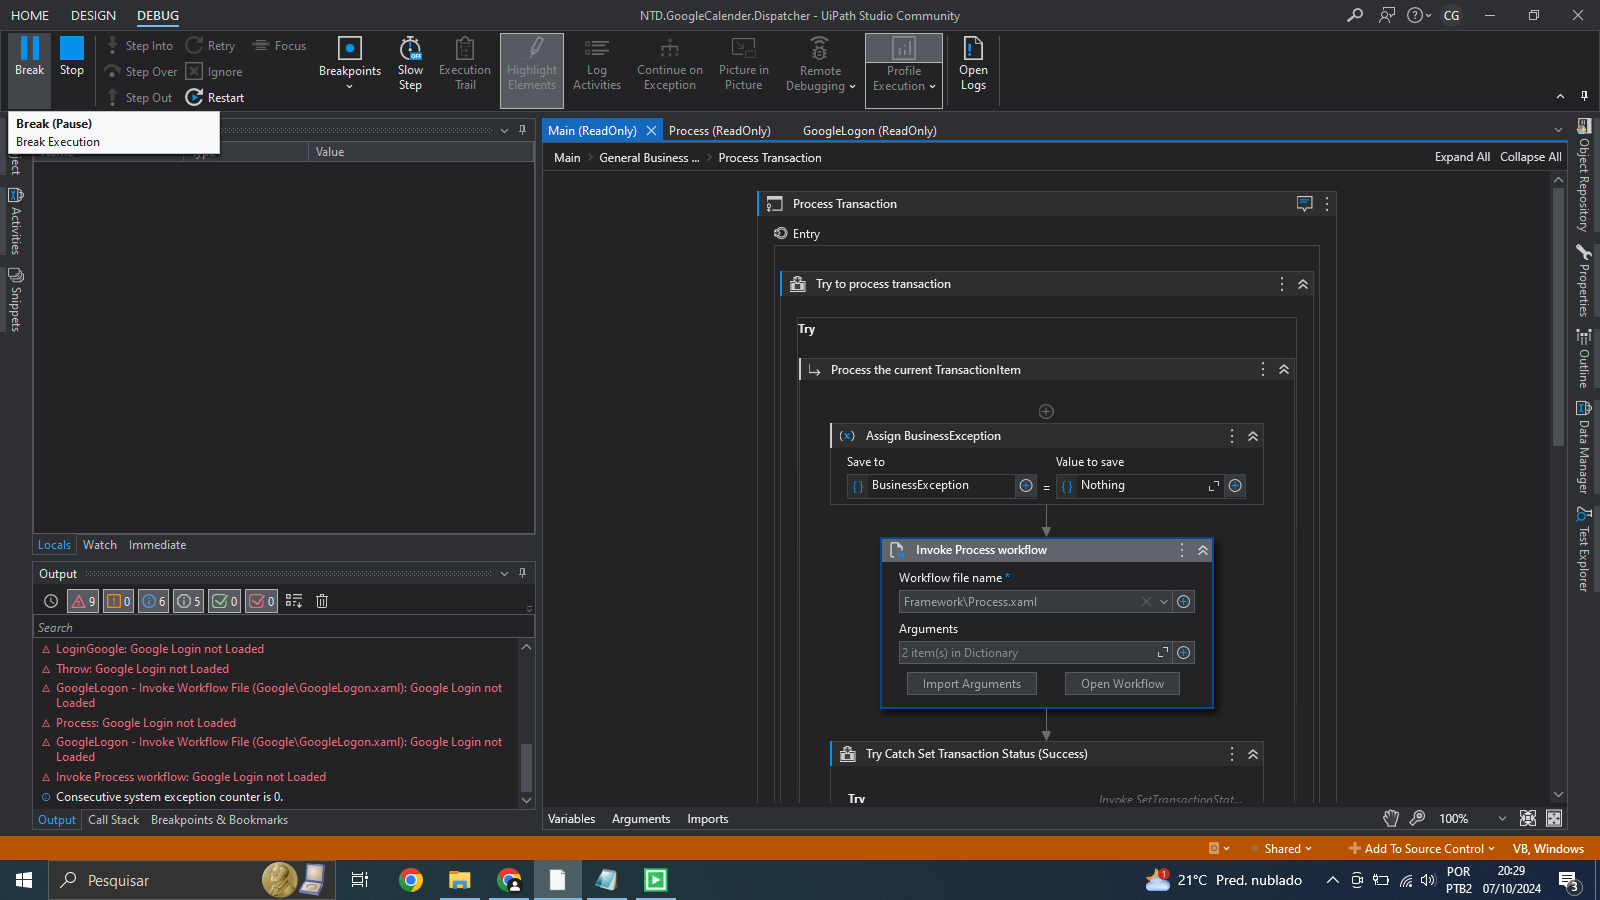 HOME DESIGN DEBUG
NTD.GoogleCalender.Dispatcher - UiPath Studio Community
CG
Break
Stop
Step Into
Step Over
Step Out
Retry
Ignore
Restart
Focus
Breakpoints
Slow
Step
Execution
Trail
Highlight
Elements
Log
Activities
Continue on
Exception
Picture in
Picture
Remote
Debugging
Profile
Execution
Open
Logs
Break (Pause)
Break Execution
Value
Activities
Snippets
Locals Watch Immediate
Output
9 0 6 5 0 0
Search
LoginGoogle: Google Login not Loaded
Throw: Google Login not Loaded
GoogleLogon - Invoke Workflow File (Google\GoogleLogon.xaml): Google Login not
Loaded
Process: Google Login not Loaded
GoogleLogon - Invoke Workflow File (Google\GoogleLogon.xaml): Google Login not
Loaded
Invoke Process workflow: Google Login not Loaded
Consecutive system exception counter is 0.
Output Call Stack Breakpoints & Bookmarks
Main (ReadOnly) Process (ReadOnly) GoogleLogon (ReadOnly)
Main > General Business ... > Process Transaction
Expand All Collapse All
Process Transaction
Entry
Try to process transaction
Try
Process the current TransactionItem
Assign BusinessException
Save to Value to save
BusinessException = Nothing
Invoke Process workflow
Workflow file name *
Framework\Process.xaml
Arguments
2 item(s) in Dictionary
Import Arguments Open Workflow
Try Catch Set Transaction Status (Success)
Try
Invoke SetTransactionStat...
Variables Arguments Imports
100%
Object Repository
Properties
Outline
Data Manager
Test Explorer
Shared
Add To Source Control
VB, Windows
Pesquisar
1
21°C Pred. nublado
POR
PTB2
20:29
07/10/2024
3